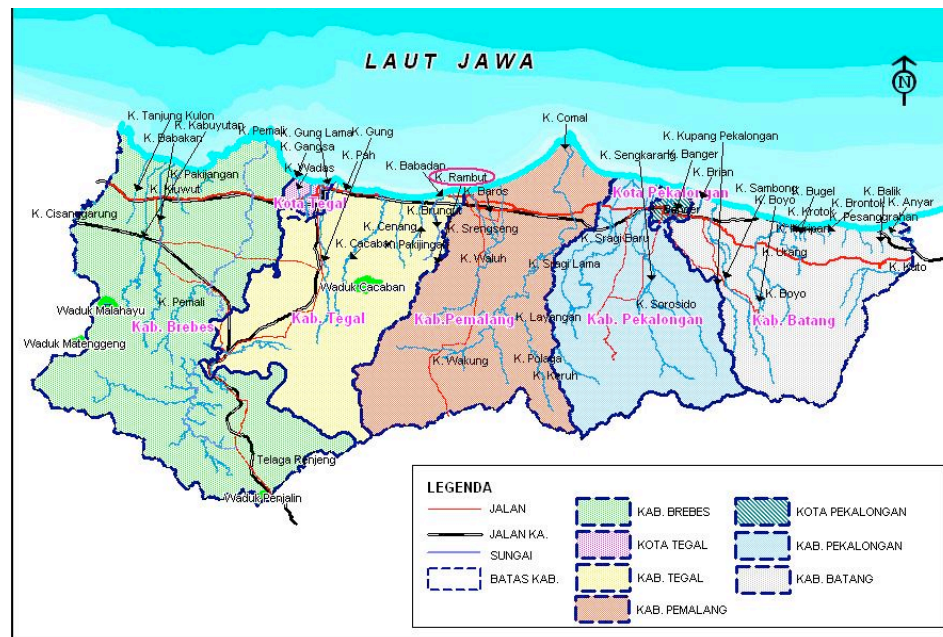 LAUT JAWA
N
K. Tanjung Kulon
K. Kabuyutan
K. Babakan
K. Pemali
K. Gung Lama
K. Gung
K. Gangsa
K. Wadas
K. Pah
K. Pakijangan
K. Kluwut
K. Cisanggarung
Kota Tegal
K. Babadan
K. Rambut
K. Baros
K. Comal
K. Sengkarang
K. Kupang Pekalongan
K. Banger
K. Brian
Kota Pekalongan
Banger
K. Sambong
K. Boyo
K. Bugel
K. Krotok
K. Brontok
K. Pesanggrahan
K. Balik
K. Anyar
K. Urang
K. Kuto
K. Cenang
K. Cacaban
K. Srengseng
K. Waluh
K. Sragi Baru
K. Sragi Lama
Waduk Cacaban
Waduk Malahayu
K. Pemali
Kab. Brebes
Kab. Tegal
Kab.Pemalang
K. Layangan
Kab. Pekalongan
K. Sorosido
K. Boyo
Kab. Batang
Waduk Matenggeng
K. Wakung
K. Polaga
K. Keruh
Telaga Renjeng
Waduk Penjalin
LEGENDA
JALAN
JALAN KA.
SUNGAI
BATAS KAB.
KAB. BREBES
KOTA TEGAL
KAB. TEGAL
KAB. PEMALANG
KOTA PEKALONGAN
KAB. PEKALONGAN
KAB. BATANG